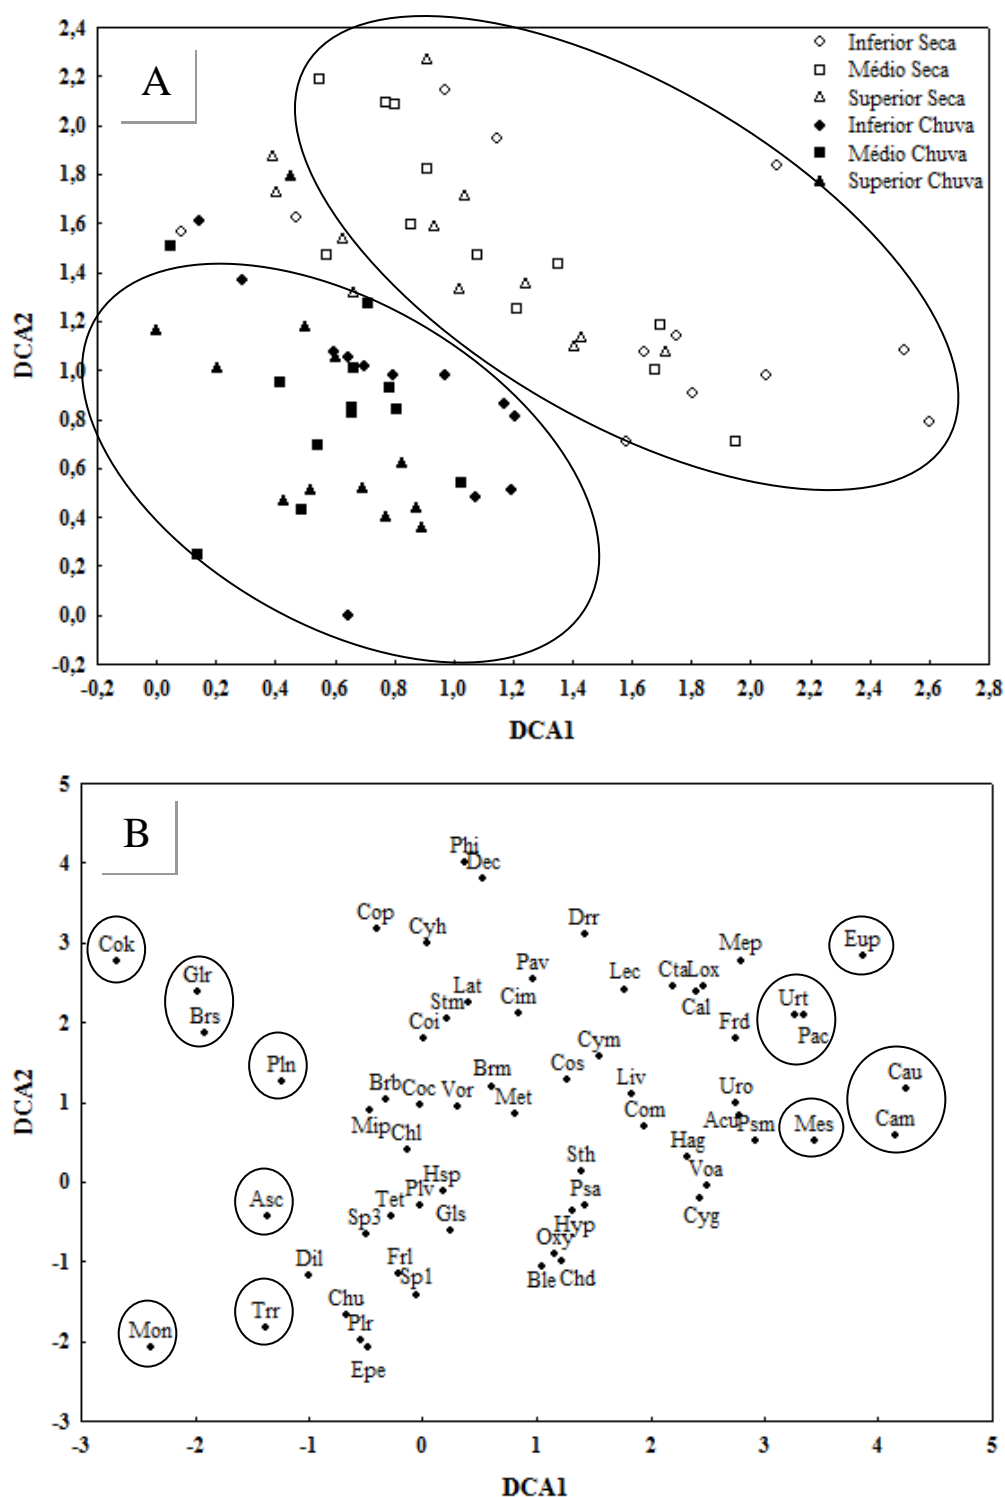 A
2,4
2,2
2,0
1,8
1,6
1,4
1,2
1,0
0,8
0,6
0,4
0,2
0,0
-0,2
DCA2
Inferior Seca
Médio Seca
Superior Seca
Inferior Chuva
Médio Chuva
Superior Chuva
-0,2 0,0 0,2 0,4 0,6 0,8 1,0 1,2 1,4 1,6 1,8 2,0 2,2 2,4 2,6 2,8
DCA1
B
5
4
3
2
1
0
-1
-2
-3
DCA2
Phi
Dec
Cop
Cyh
Drr
Cok
Eup
Mep
Glr
Pav
Lec
Cta
Lox
Cal
Lat
Cim
Stm
Urt
Brs
Coi
Frd
Pac
Cym
Pln
Cos
Brm
Liv
Cau
Brb
Coc
Vor
Met
Uro
Com
Acu
Psm
Mes
Cam
Mip
Chl
Hag
Sth
Voa
Hsp
Plv
Psa
Asc
Tet
Sp3
Gls
Hyp
Cyg
Oxy
Dil
Frl
Sp1
Ble
Chd
Chu
Trr
Plr
Mon
Epe
-3 -2 -1 0 1 2 3 4 5
DCA1